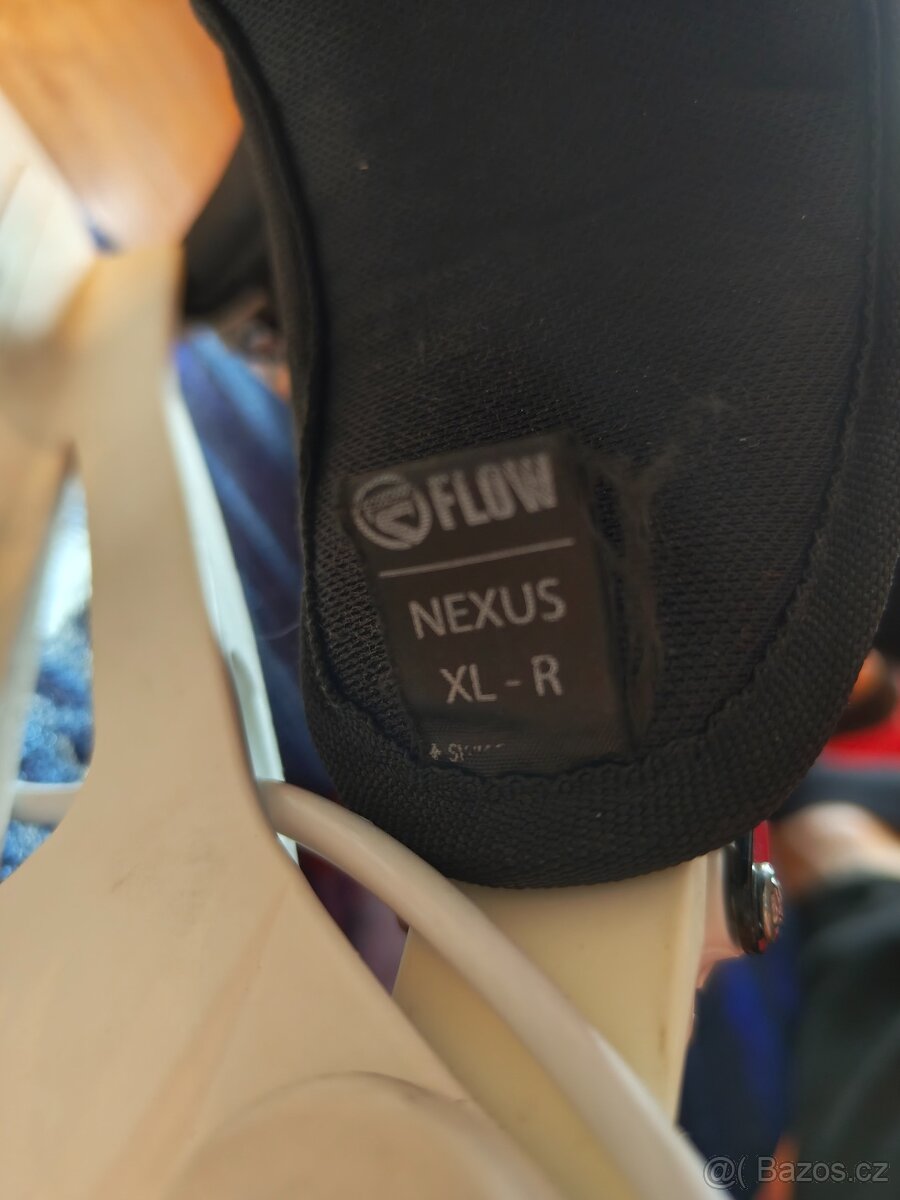 FLOW
NEXUS
XL - R
@( Bazos.cz